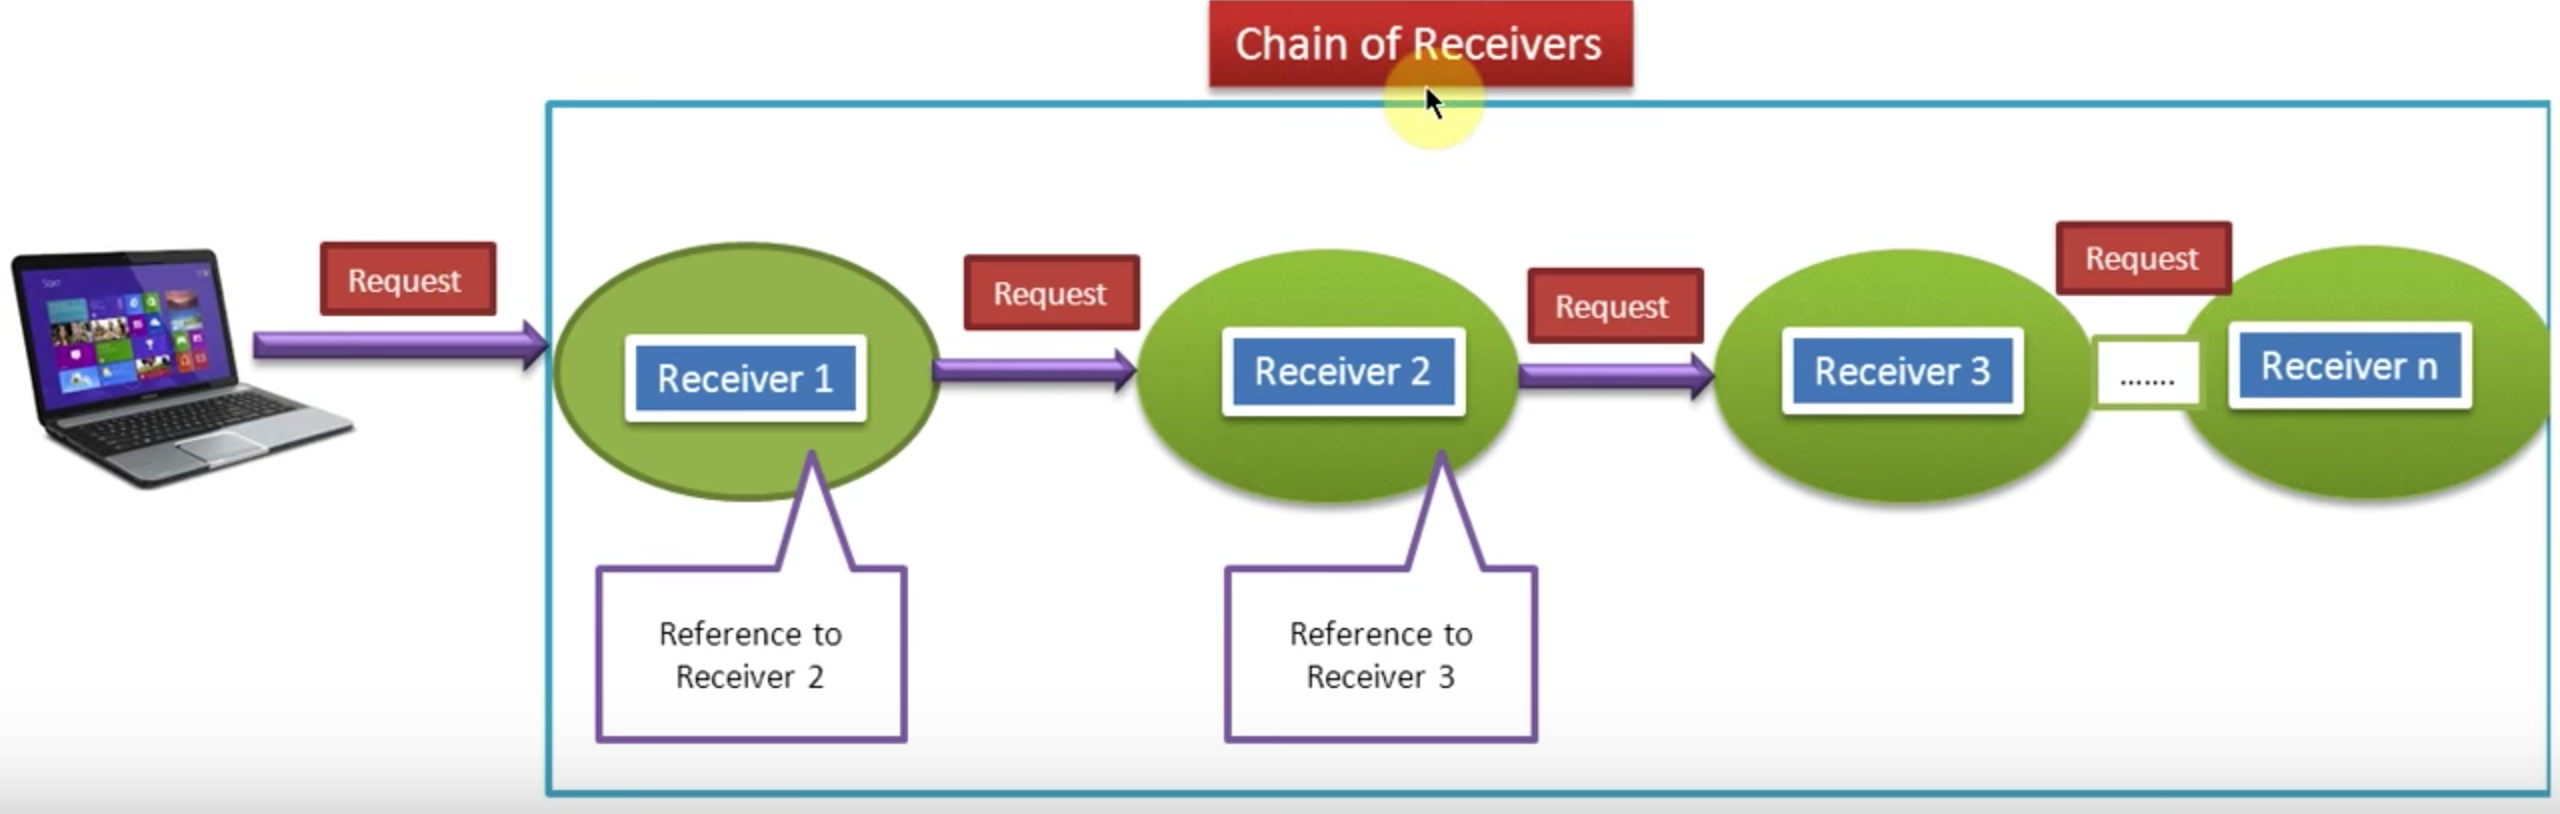 Chain of Receivers
Request
Request
Request
Request
Receiver 1
Receiver 2
Receiver 3
.......
Receiver n
Reference to
Receiver 2
Reference to
Receiver 3
Start